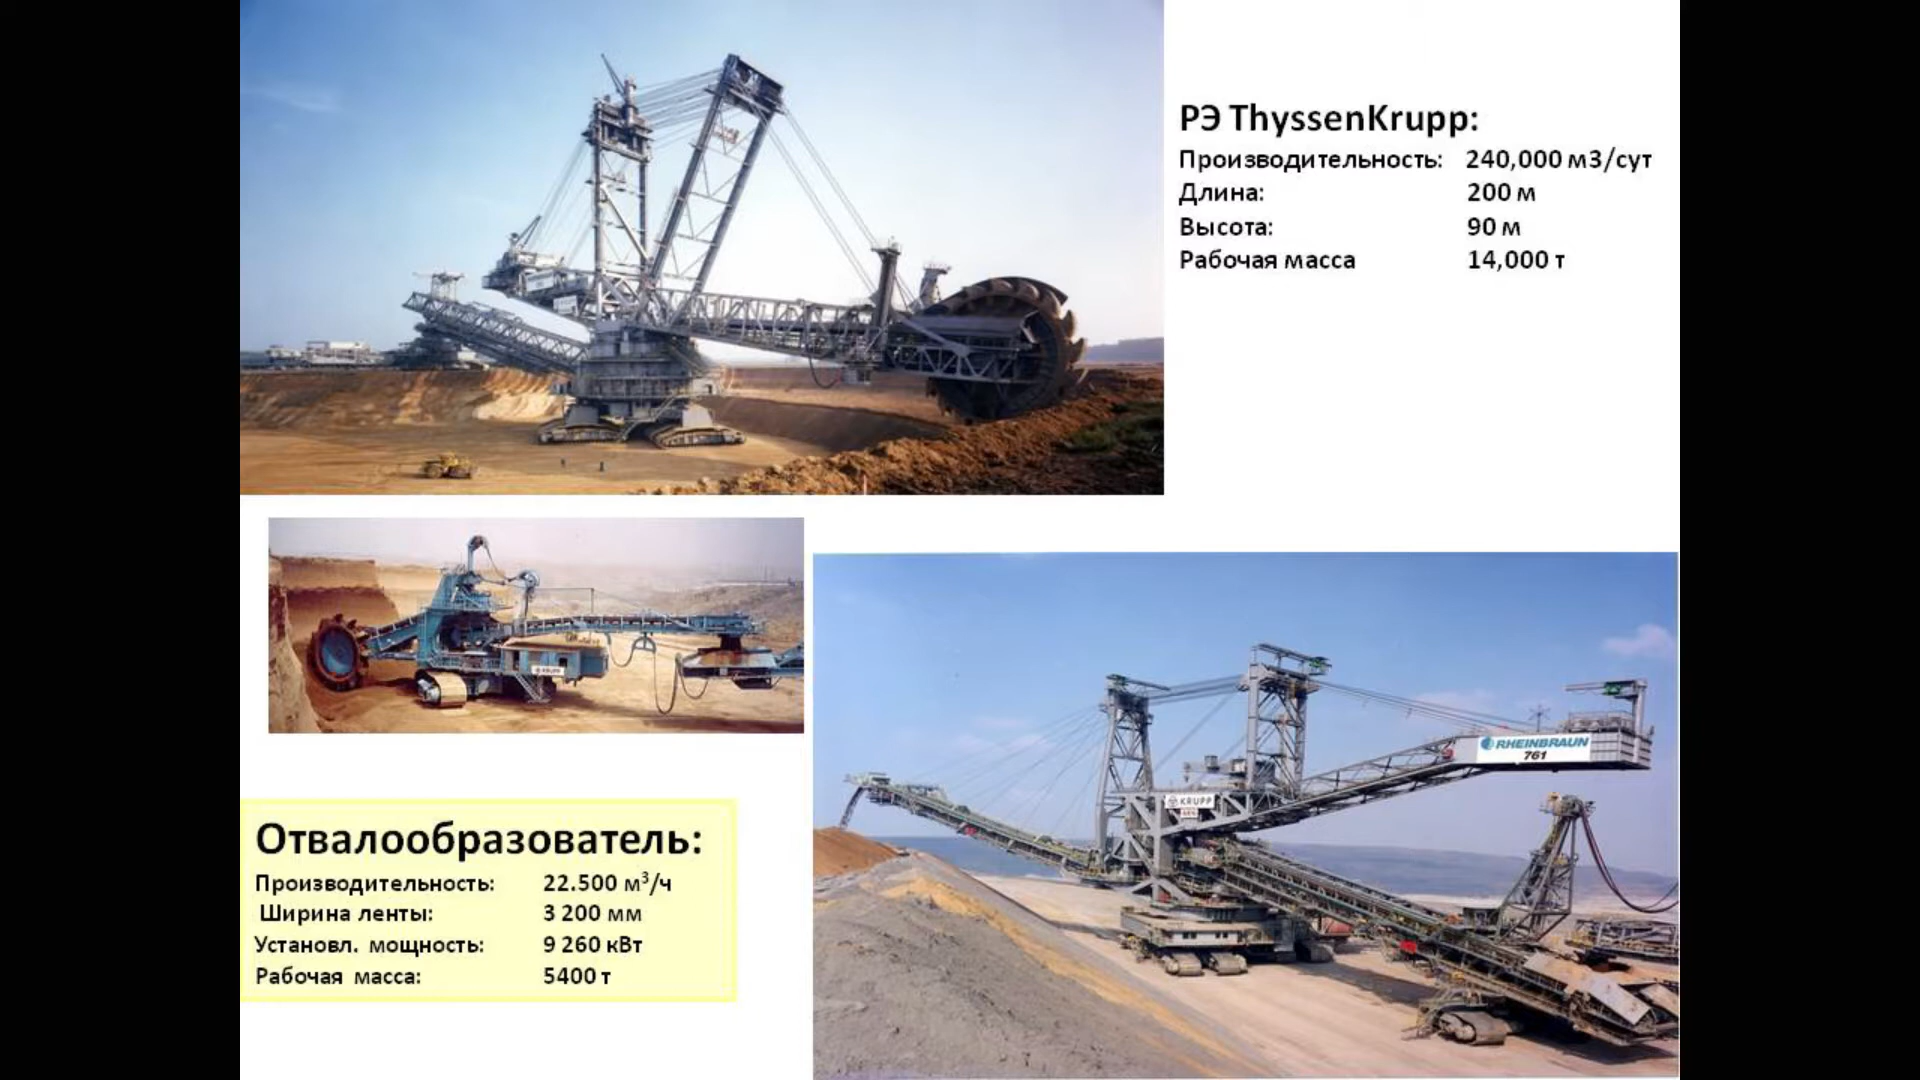 РЭ ThyssenKrupp:
Производительность: 240,000 м3/сут
Длина: 200 м
Высота: 90 м
Рабочая масса 14,000 т
KRUPP
RHEINBRAUN
761
KRUPP
Отвалообразователь:
Производительность: 22.500 м³/ч
Ширина ленты: 3 200 мм
Установл. мощность: 9 260 кВт
Рабочая масса: 5400 т